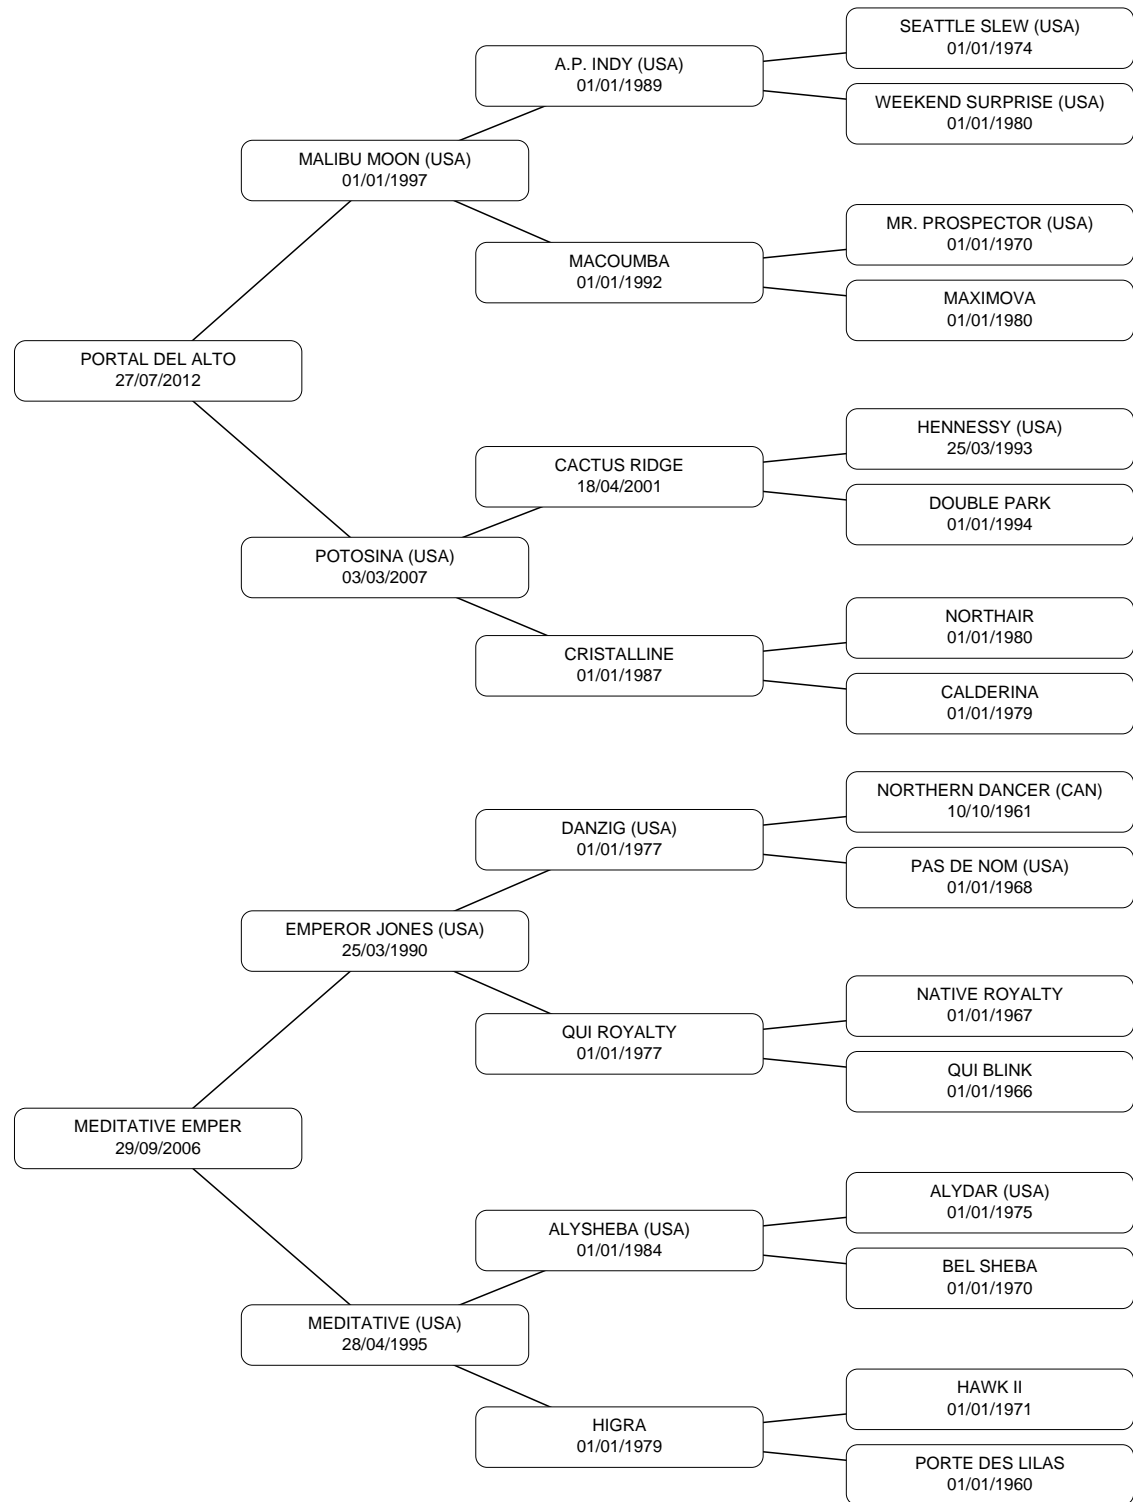 SEATTLE SLEW (USA)
01/01/1974
A.P. INDY (USA)
01/01/1989
WEEKEND SURPRISE (USA)
01/01/1980
MALIBU MOON (USA)
01/01/1997
MR. PROSPECTOR (USA)
01/01/1970
MACOUMBA
01/01/1992
MAXIMOVA
01/01/1980
PORTAL DEL ALTO
27/07/2012
HENNESSY (USA)
25/03/1993
CACTUS RIDGE
18/04/2001
DOUBLE PARK
01/01/1994
POTOSINA (USA)
03/03/2007
NORTHAIR
01/01/1980
CRISTALLINE
01/01/1987
CALDERINA
01/01/1979
NORTHERN DANCER (CAN)
10/10/1961
DANZIG (USA)
01/01/1977
PAS DE NOM (USA)
01/01/1968
EMPEROR JONES (USA)
25/03/1990
NATIVE ROYALTY
01/01/1967
QUI ROYALTY
01/01/1977
QUI BLINK
01/01/1966
MEDITATIVE EMPER
29/09/2006
ALYDAR (USA)
01/01/1975
ALYSHEBA (USA)
01/01/1984
BEL SHEBA
01/01/1970
MEDITATIVE (USA)
28/04/1995
HAWK II
01/01/1971
HIGRA
01/01/1979
PORTE DES LILAS
01/01/1960